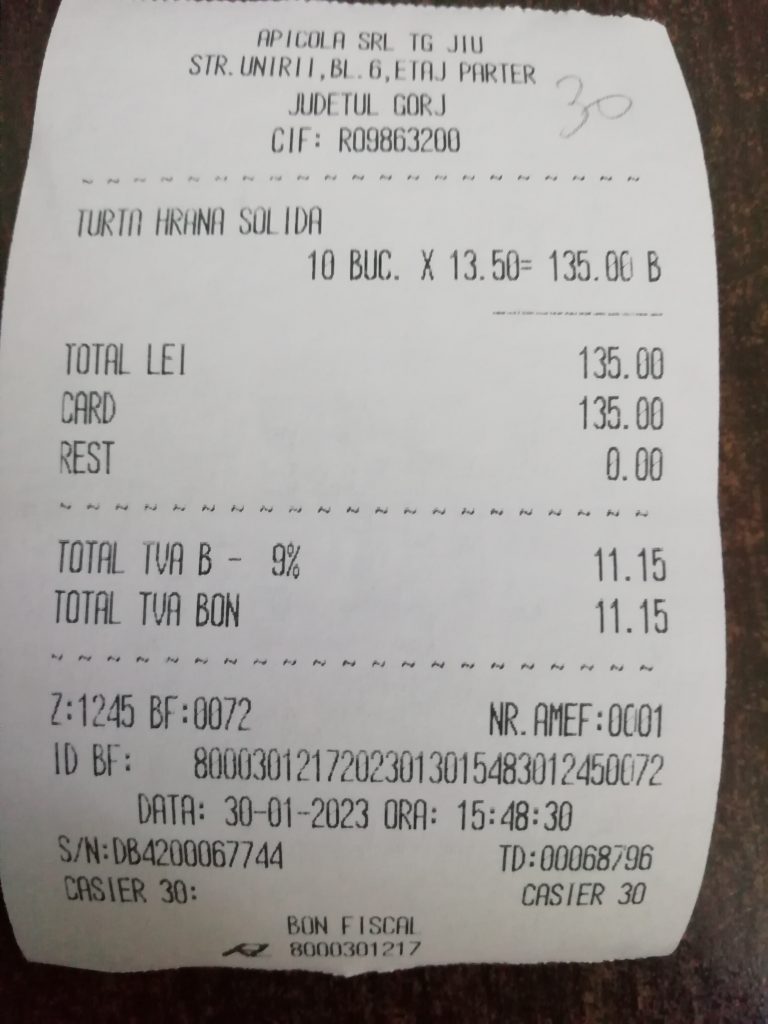 APICOLA SRL TG JIU
STR.UNIRII,BL.6,ETAJ PARTER
30
JUDETUL GORJ
CIF: RO9863200
TURTA HRANA SOLIDA
10 BUC. X 13.50= 135.00 B
TOTAL LEI 135.00
CARD 135.00
REST 0.00
TOTAL TVA B - 9% 11.15
TOTAL TVA BON 11.15
Z:1245 BF:0072 NR.AMEF:0001
ID BF: 80003012172023013015483012450072
DATA: 30-01-2023 ORA: 15:48:30
S/N:DB4200067744 TD:00068796
CASIER 30: CASIER 30
BON FISCAL
8000301217